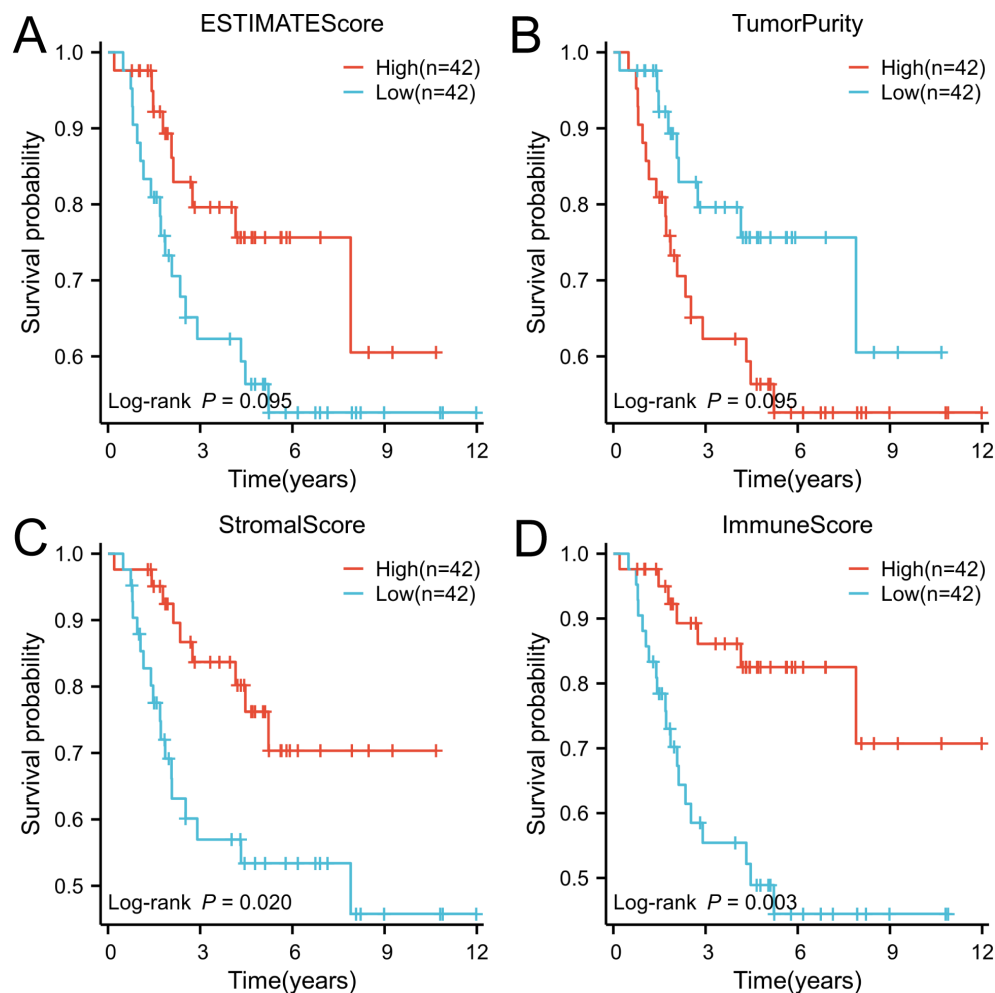 A
ESTIMATEScore
High(n=42)
Low(n=42)
Survival probability
1.0
0.9
0.8
0.7
0.6
Log-rank P = 0.095
0 3 6 9 12
Time(years)
B
TumorPurity
High(n=42)
Low(n=42)
Survival probability
1.0
0.9
0.8
0.7
0.6
Log-rank P = 0.095
0 3 6 9 12
Time(years)
C
StromalScore
High(n=42)
Low(n=42)
Survival probability
1.0
0.9
0.8
0.7
0.6
0.5
Log-rank P = 0.020
0 3 6 9 12
Time(years)
D
ImmuneScore
High(n=42)
Low(n=42)
Survival probability
1.0
0.9
0.8
0.7
0.6
0.5
Log-rank P = 0.003
0 3 6 9 12
Time(years)